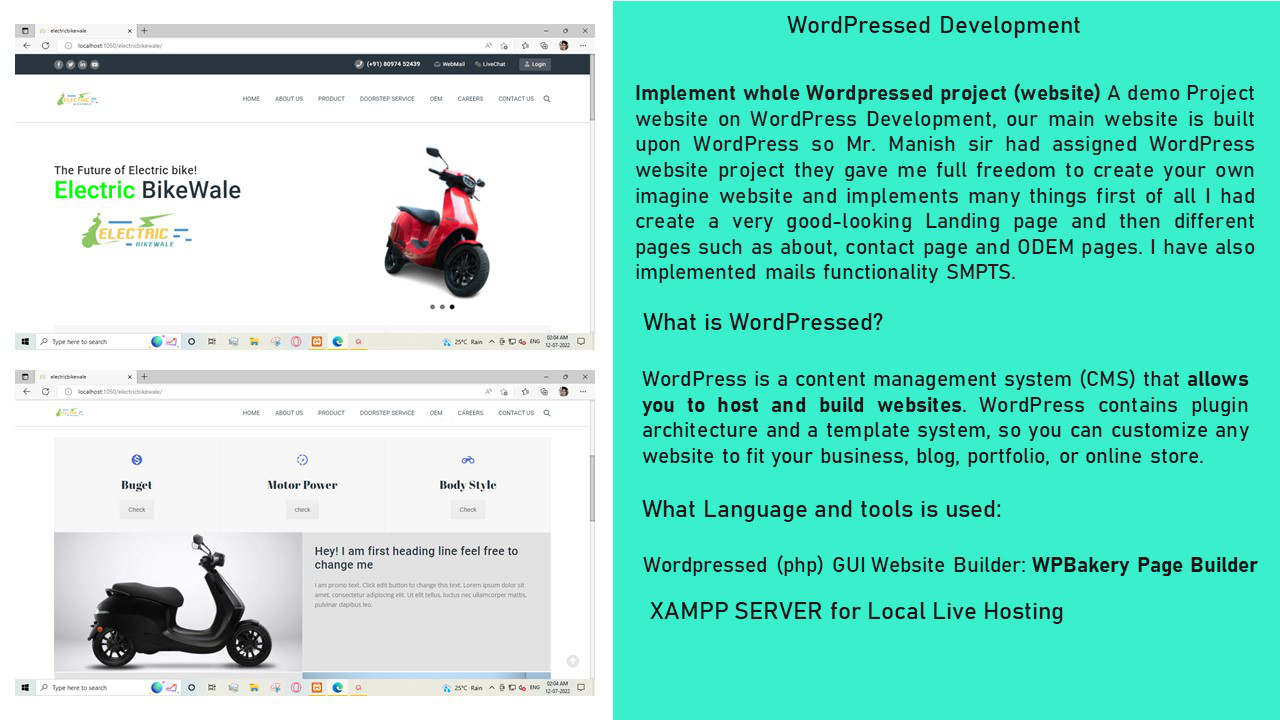 electricbikewale
localhost:1050/electricbikewale/
(+91) 80974 52439 WebMail LiveChat Login
ELECTRIC BIKEWALE
HOME ABOUT US PRODUCT DOORSTEP SERVICE OEM CAREERS CONTACT US
The Future of Electric bike!
Electric BikeWale
ELECTRIC
BIKEWALE
Type here to search
25°C Rain ENG 02:04 AM
12-07-2022
electricbikewale
localhost:1050/electricbikewale/
HOME ABOUT US PRODUCT DOORSTEP SERVICE OEM CAREERS CONTACT US
Buget Motor Power Body Style
Check check Check
Hey! I am first heading line feel free to
change me
I am promo text. Click edit button to change this text. Lorem ipsum dolor sit
amet, consectetur adipiscing elit. Ut elit tellus, luctus nec ullamcorper mattis,
pulvinar dapibus leo.
Type here to search
25°C Rain ENG 02:04 AM
12-07-2022
WordPressed Development
Implement whole Wordpressed project (website) A demo Project
website on WordPress Development, our main website is built
upon WordPress so Mr. Manish sir had assigned WordPress
website project they gave me full freedom to create your own
imagine website and implements many things first of all I had
create a very good-looking Landing page and then different
pages such as about, contact page and ODEM pages. I have also
implemented mails functionality SMPTS.
What is WordPressed?
WordPress is a content management system (CMS) that allows
you to host and build websites. WordPress contains plugin
architecture and a template system, so you can customize any
website to fit your business, blog, portfolio, or online store.
What Language and tools is used:
Wordpressed (php) GUI Website Builder: WPBakery Page Builder
XAMPP SERVER for Local Live Hosting